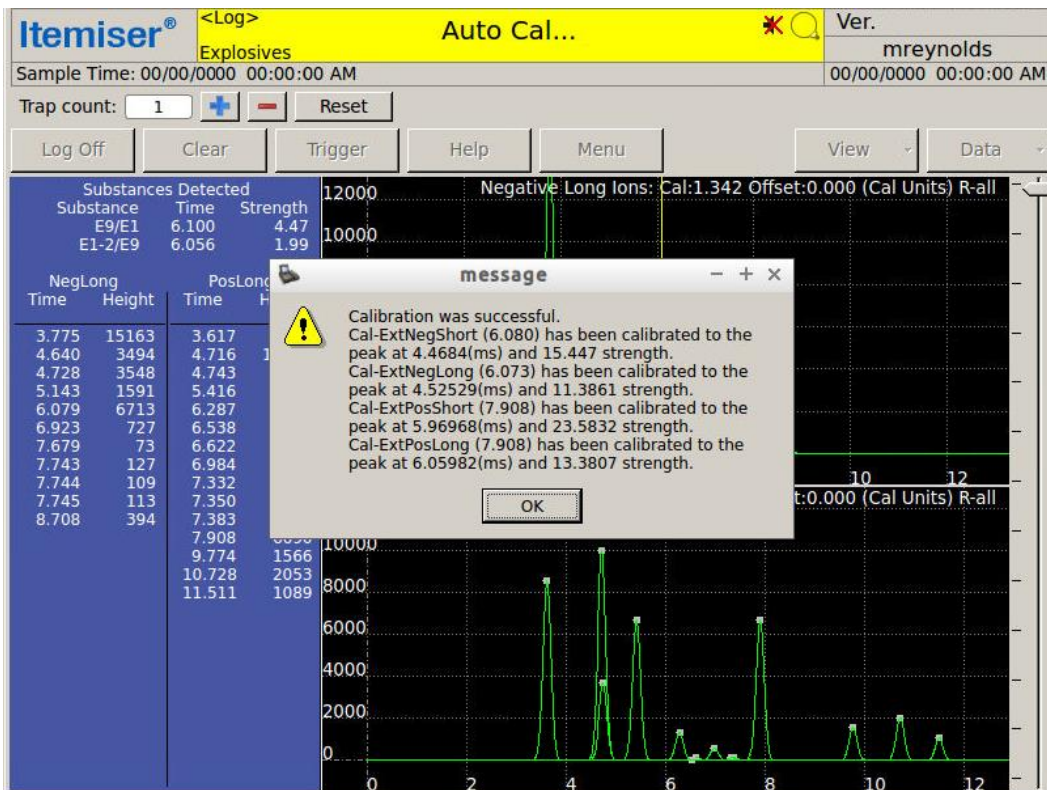 Itemiser®
<Log>
Explosives
Auto Cal...
Ver.
mreynolds
Sample Time: 00/00/0000 00:00:00 AM
00/00/0000 00:00:00 AM
Trap count: 1 Reset
Log Off Clear Trigger Help Menu View Data
Substances Detected
Substance Time Strength
E9/E1 6.100 4.47
E1-2/E9 6.056 1.99
NegLong PosLong
Time Height Time
3.775 15163 3.617
4.640 3494 4.716
4.728 3548 4.743
5.143 1591 5.416
6.079 6713 6.287
6.923 727 6.538
7.679 73 6.622
7.743 127 6.984
7.744 109 7.332
7.745 113 7.350
8.708 394 7.383
7.908
9.774 1566
10.728 2053
11.511 1089
Negative Long Ions: Cal:1.342 Offset:0.000 (Cal Units) R-all
12000
10000
10 12
message
Calibration was successful.
Cal-ExtNegShort (6.080) has been calibrated to the
peak at 4.4684(ms) and 15.447 strength.
Cal-ExtNegLong (6.073) has been calibrated to the
peak at 4.52529(ms) and 11.3861 strength.
Cal-ExtPosShort (7.908) has been calibrated to the
peak at 5.96968(ms) and 23.5832 strength.
Cal-ExtPosLong (7.908) has been calibrated to the
peak at 6.05982(ms) and 13.3807 strength.
OK
t:0.000 (Cal Units) R-all
10000
8000
6000
4000
2000
0
0 2 4 6 8 10 12